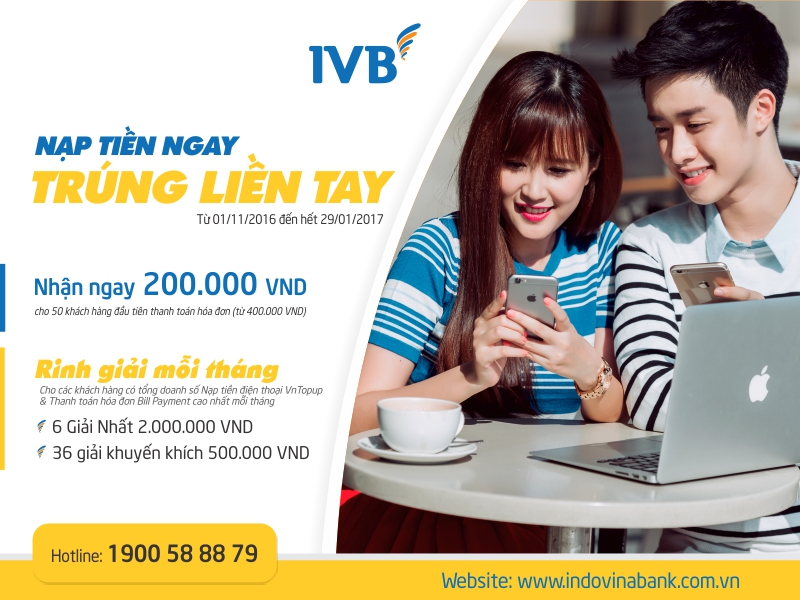 IVB
NẠP TIỀN NGAY
TRÚNG LIỀN TAY
Từ 01/11/2016 đến hết 29/01/2017
Nhận ngay 200.000 VND
cho 50 khách hàng đầu tiên thanh toán hóa đơn (từ 400.000 VND)
Rinh giải mỗi tháng
Cho các khách hàng có tổng doanh số Nạp tiền điện thoại VnTopup
& Thanh toán hóa đơn Bill Payment cao nhất mỗi tháng
6 Giải Nhất 2.000.000 VND
36 giải khuyến khích 500.000 VND
Hotline: 1900 58 88 79
Website: www.indovinabank.com.vn